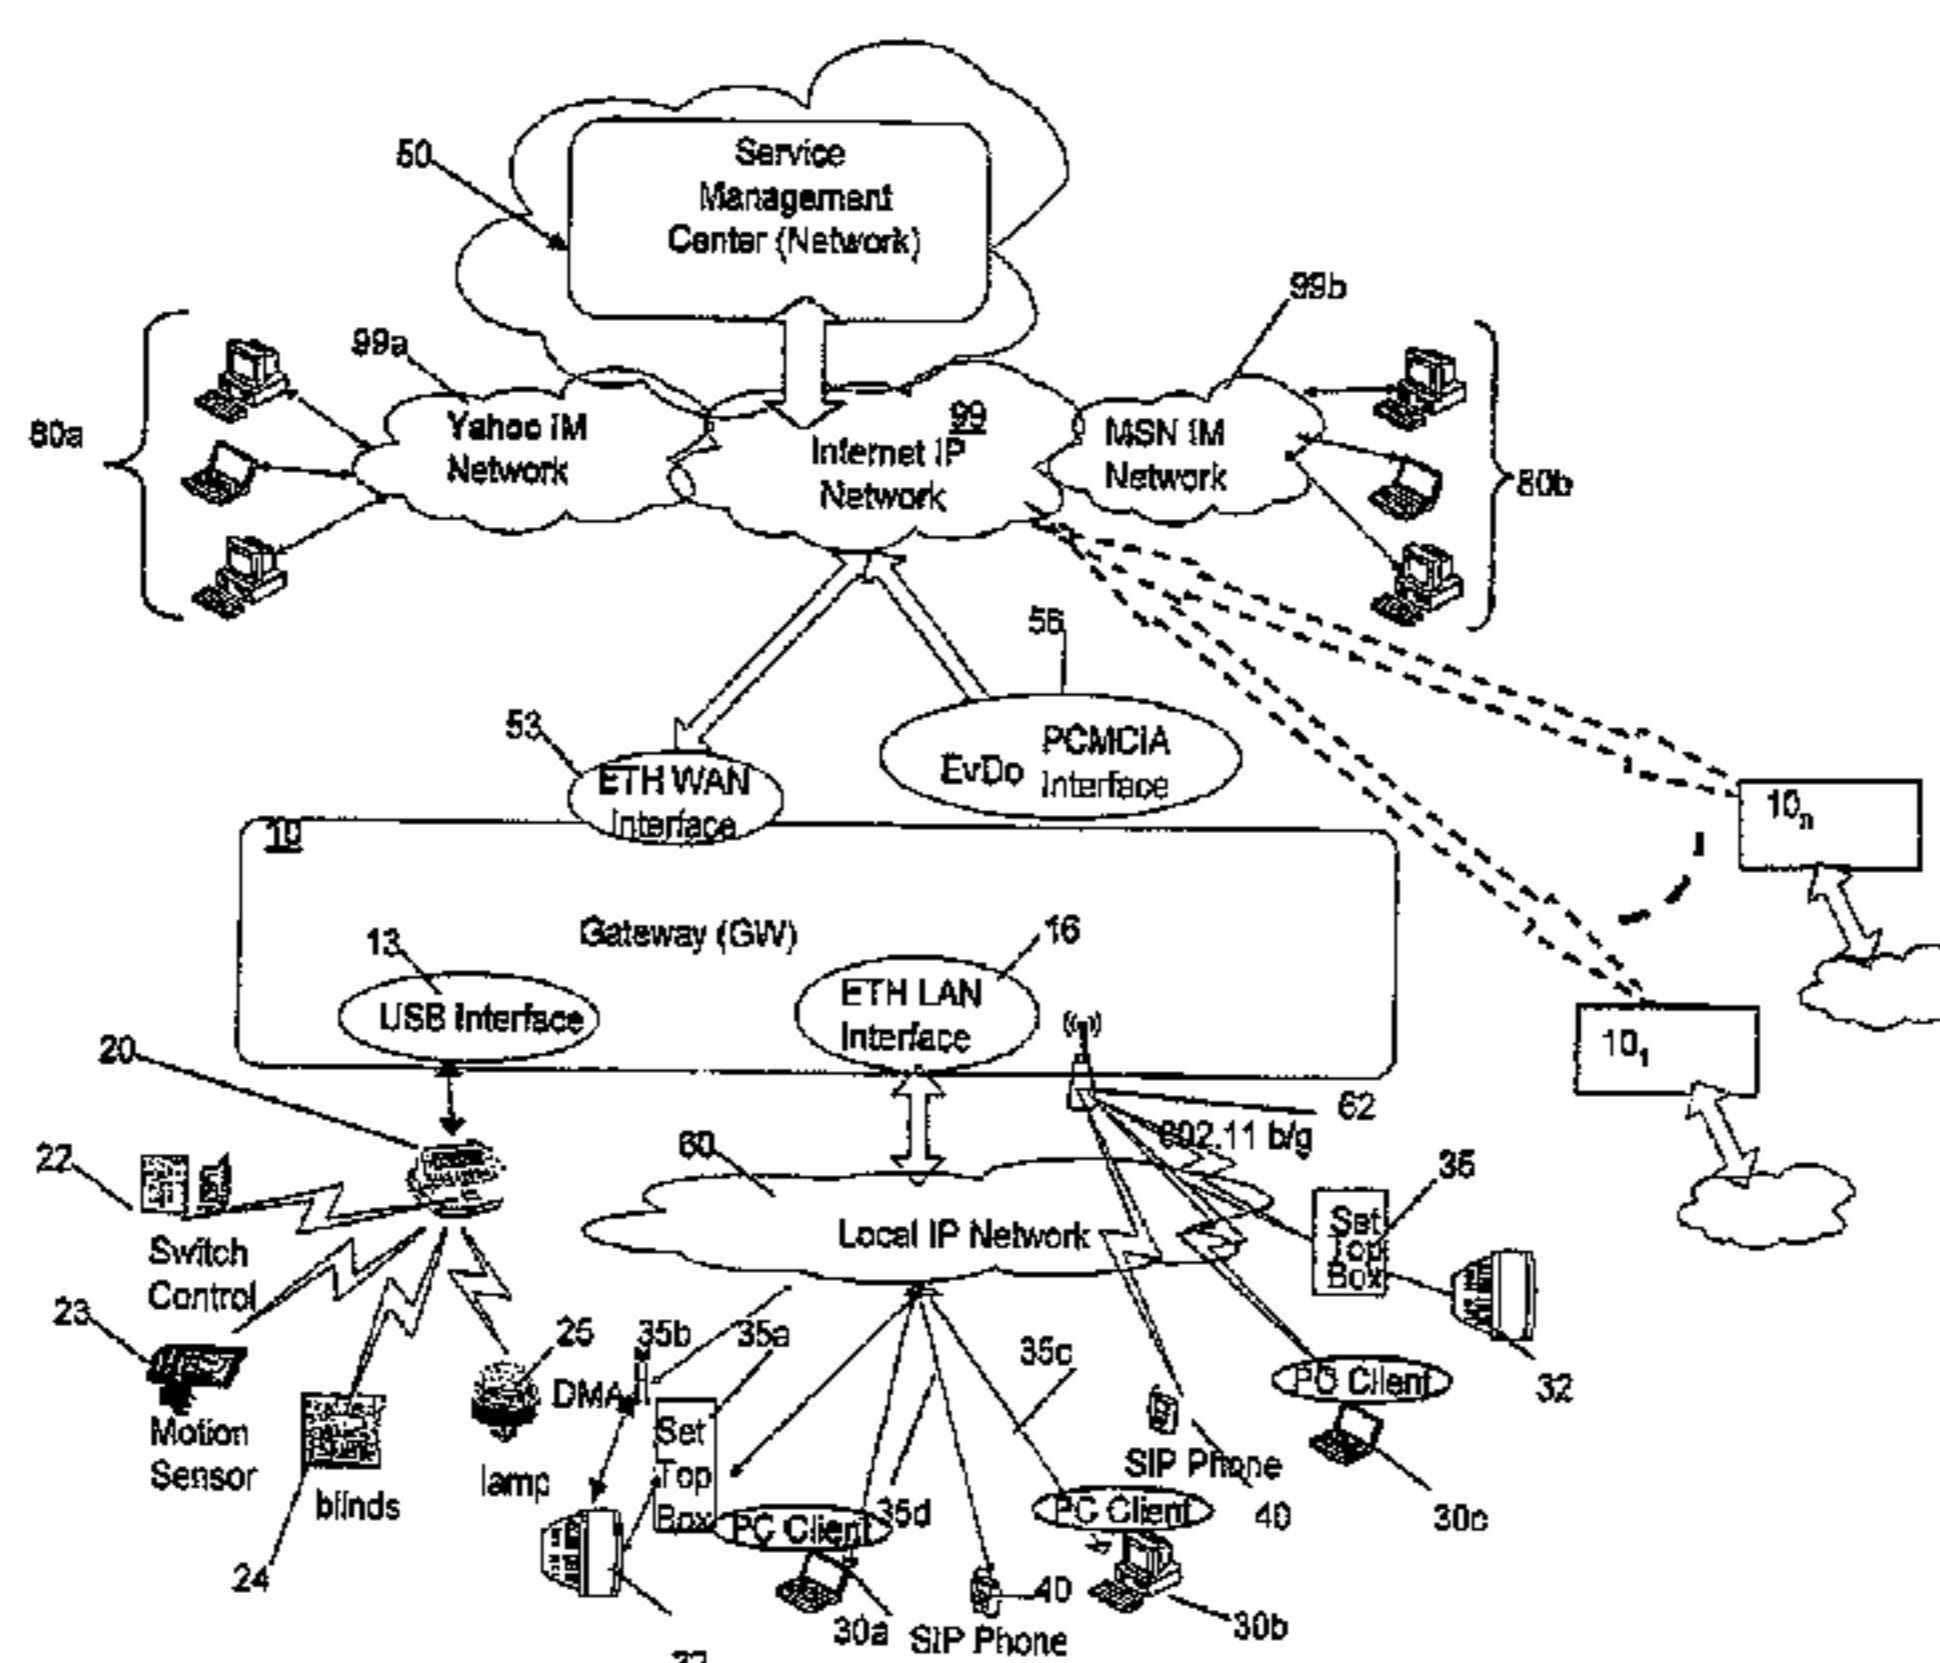 Service
Management
Center (Network)
50
99b
99a
80a
Yahoo IM
Network
99
Internet IP
Network
MSN IM
Network
80b
56
53
ETH WAN
Interface
PCMCIA
EvDo
Interface
10
10n
Gateway (GW)
13
16
USB Interface
ETH LAN
Interface
101
20
62
802.11 b/g
60
22
35
Local IP Network
Set
Top
Box
Switch
Control
23
25
35b
35a
35c
DMA
PC Client
32
Set
Top
Box
Motion
Sensor
lamp
SIP Phone
blinds
PC Client
35d
PC Client
40
30c
24
40
30a
SIP Phone
30b